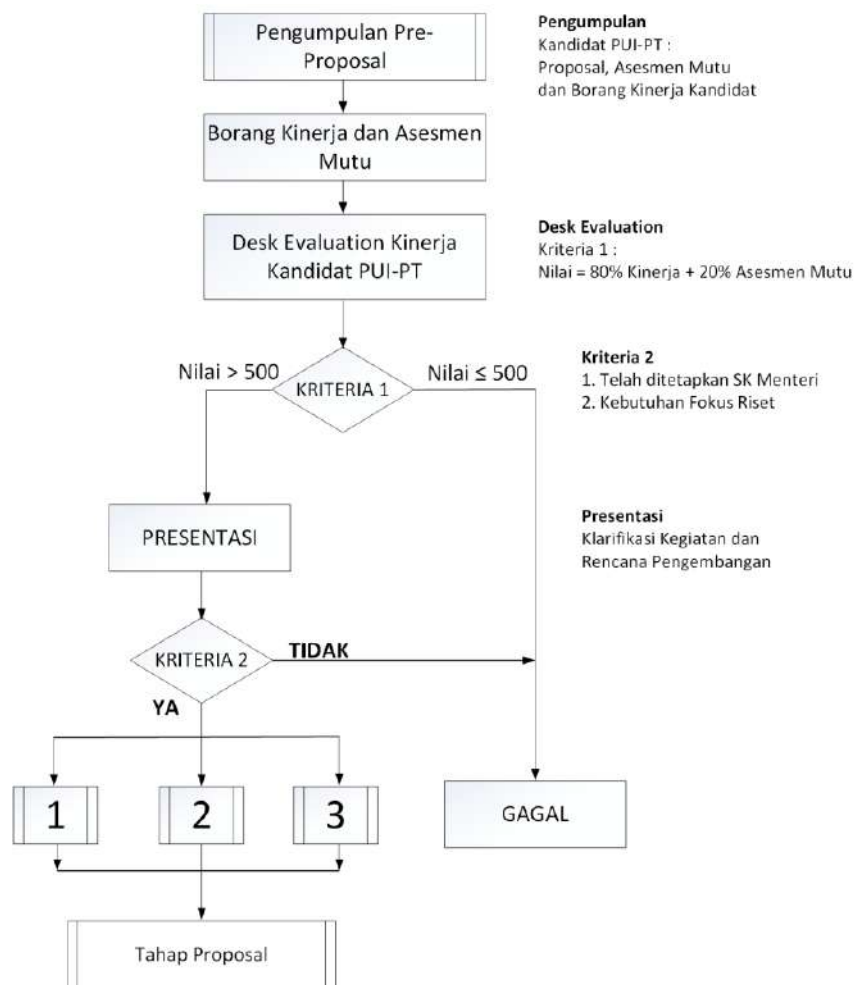 Pengumpulan Pre-
Proposal
Pengumpulan
Kandidat PUI-PT :
Proposal, Asesmen Mutu
dan Borang Kinerja Kandidat
Borang Kinerja dan Asesmen
Mutu
Desk Evaluation Kinerja
Kandidat PUI-PT
Desk Evaluation
Kriteria 1 :
Nilai = 80% Kinerja + 20% Asesmen Mutu
Nilai > 500
KRITERIA 1
Nilai ≤ 500
Kriteria 2
1. Telah ditetapkan SK Menteri
2. Kebutuhan Fokus Riset
PRESENTASI
Presentasi
Klarifikasi Kegiatan dan
Rencana Pengembangan
KRITERIA 2
TIDAK
YA
1
2
3
GAGAL
Tahap Proposal